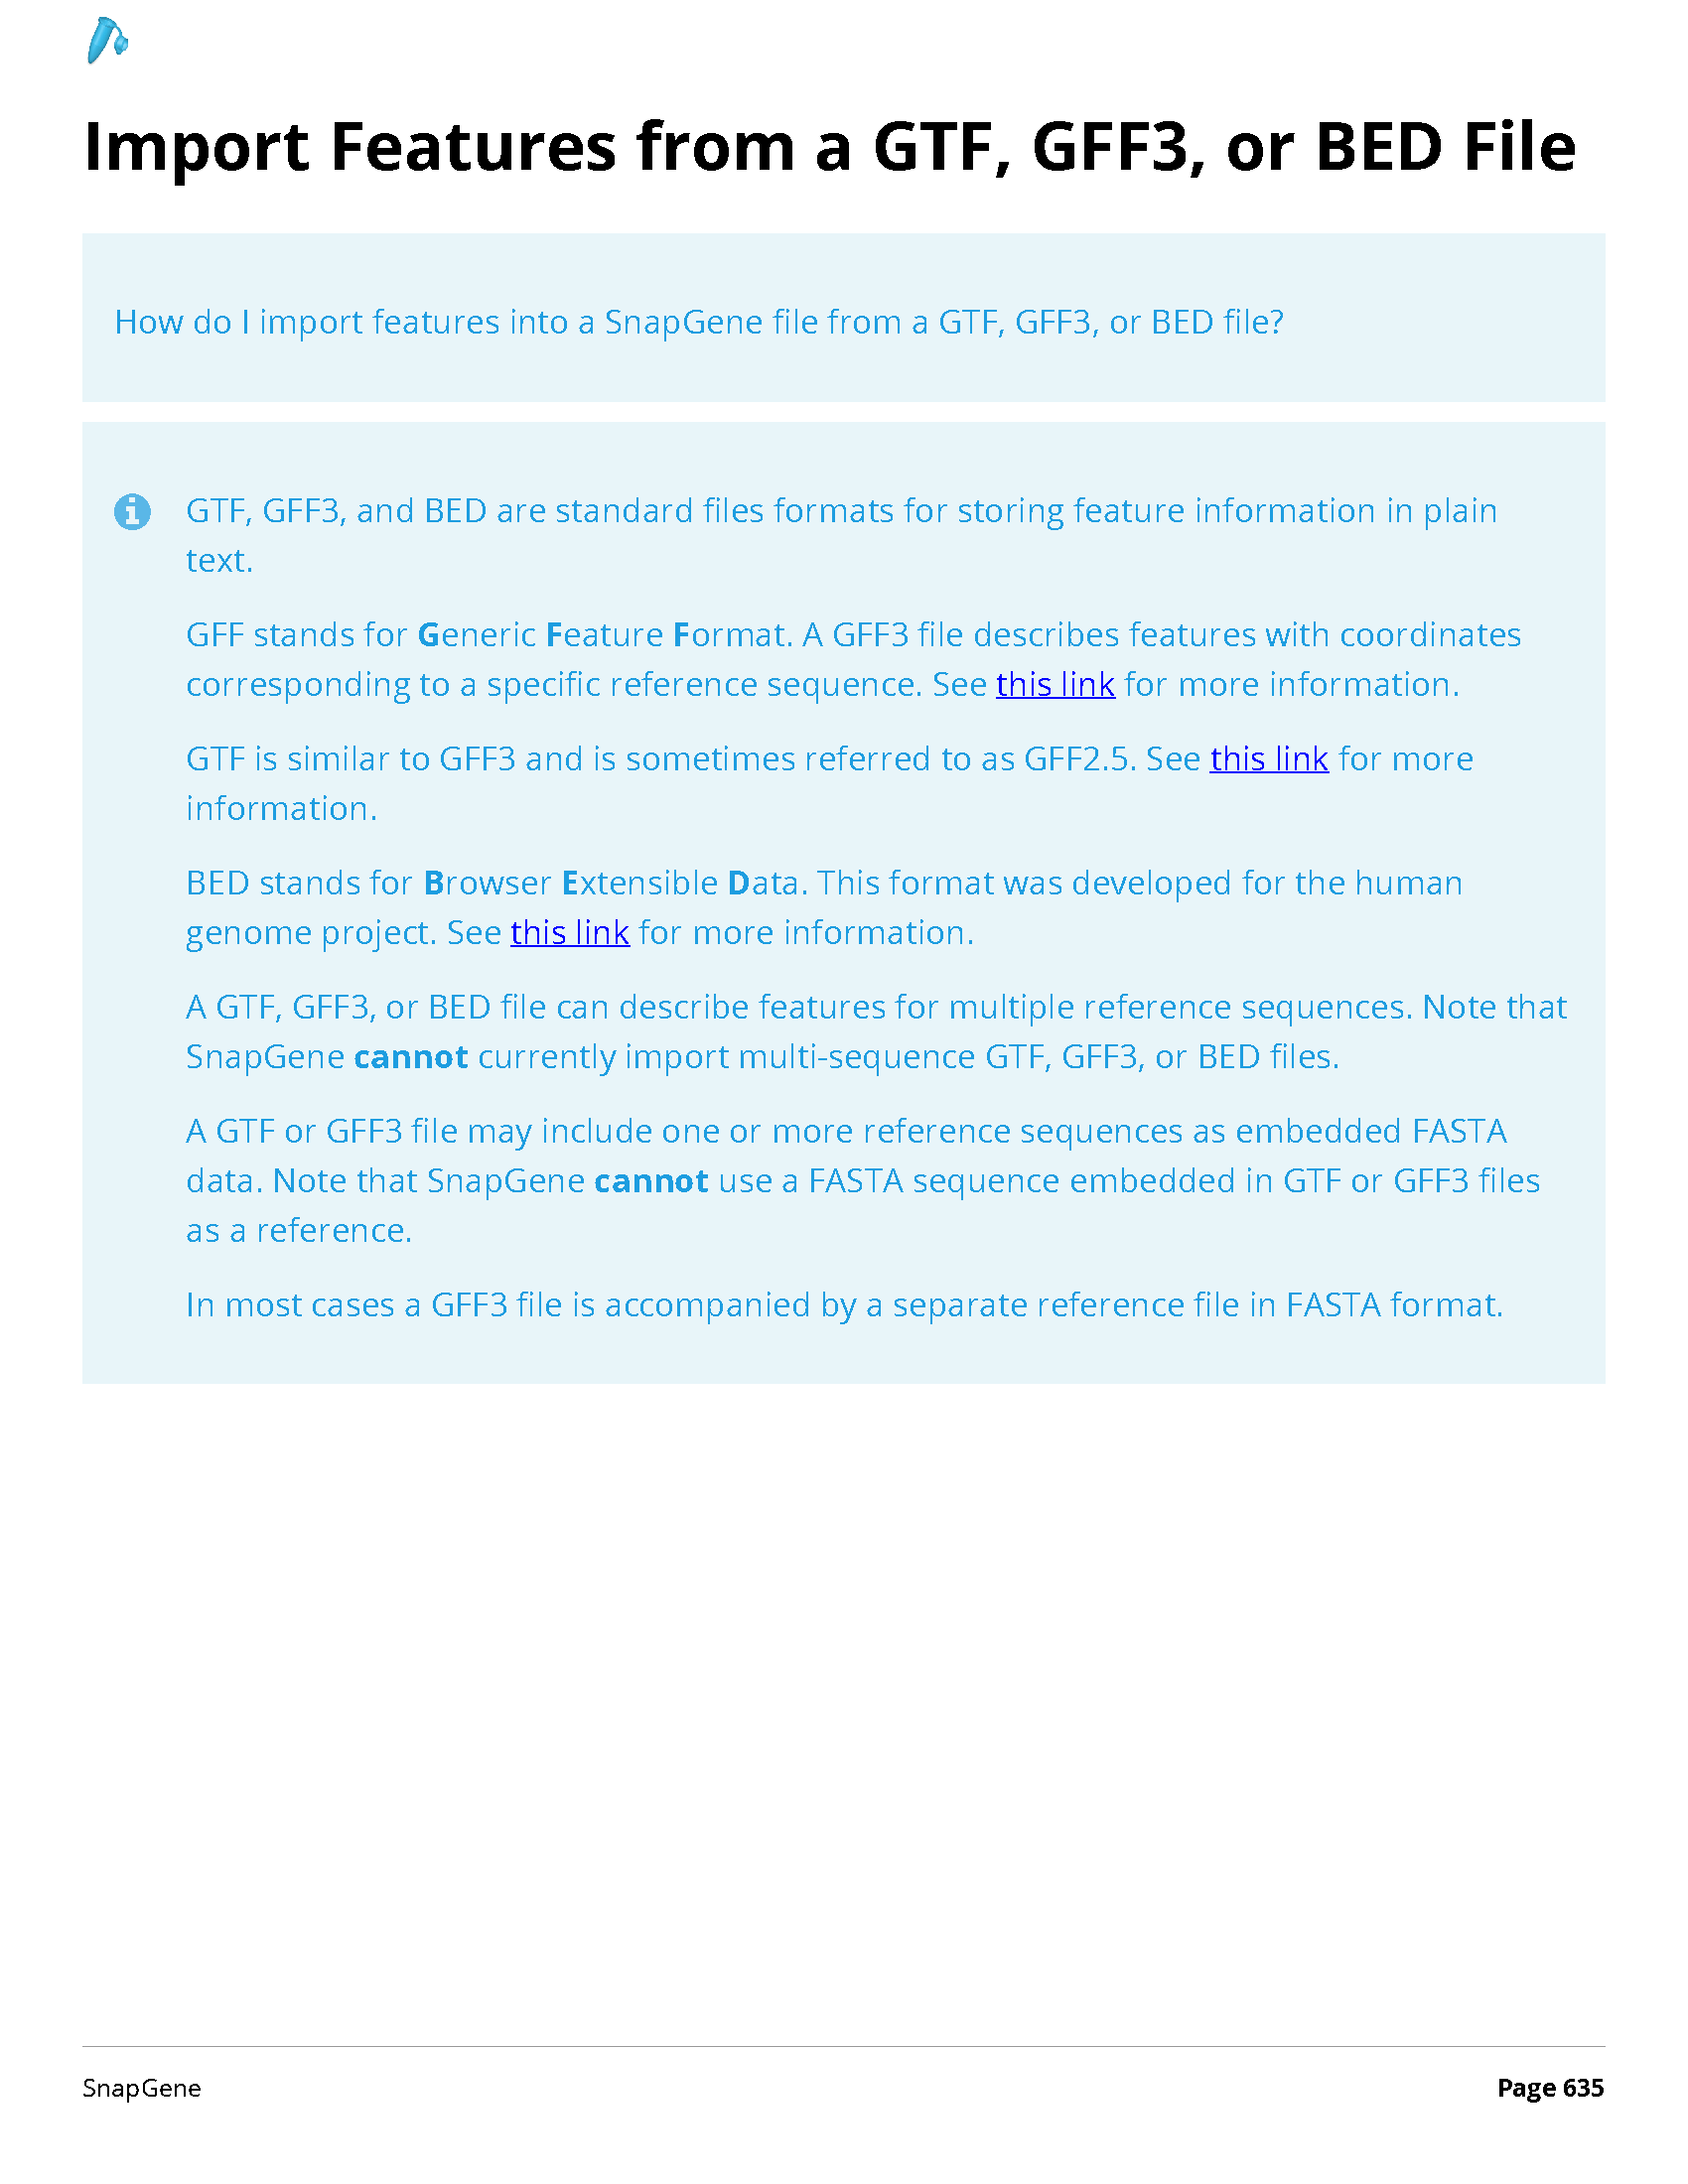 Import Features from a GTF, GFF3, or BED File
How do I import features into a SnapGene file from a GTF, GFF3, or BED file?
GTF, GFF3, and BED are standard files formats for storing feature information in plain
text.
GFF stands for Generic Feature Format. A GFF3 file describes features with coordinates
corresponding to a specific reference sequence. See this link for more information.
GTF is similar to GFF3 and is sometimes referred to as GFF2.5. See this link for more
information.
BED stands for Browser Extensible Data. This format was developed for the human
genome project. See this link for more information.
A GTF, GFF3, or BED file can describe features for multiple reference sequences. Note that
SnapGene cannot currently import multi-sequence GTF, GFF3, or BED files.
A GTF or GFF3 file may include one or more reference sequences as embedded FASTA
data. Note that SnapGene cannot use a FASTA sequence embedded in GTF or GFF3 files
as a reference.
In most cases a GFF3 file is accompanied by a separate reference file in FASTA format.
SnapGene
Page 635